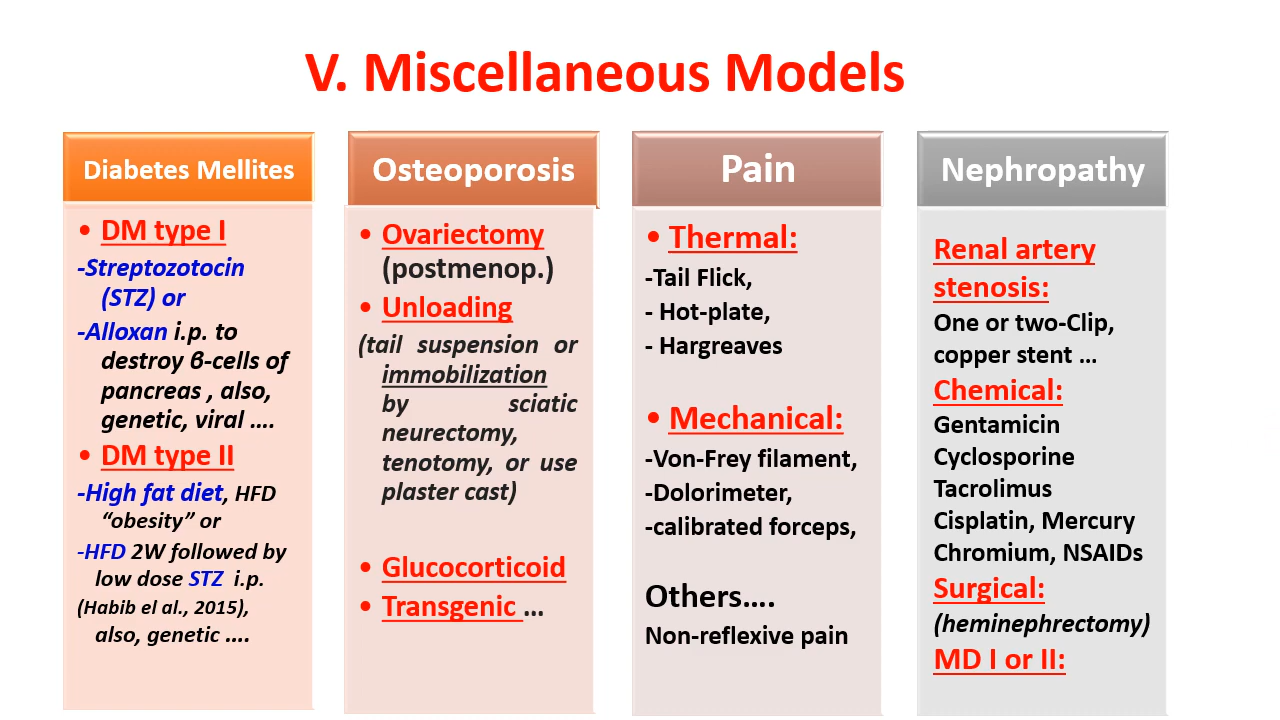 V. Miscellaneous Models
Diabetes Mellites
• DM type I
-Streptozotocin
(STZ) or
-Alloxan i.p. to
destroy β-cells of
pancreas , also,
genetic, viral ....
• DM type II
-High fat diet, HFD
“obesity” or
-HFD 2W followed by
low dose STZ i.p.
(Habib el al., 2015),
also, genetic ....
Osteoporosis
• Ovariectomy
(postmenop.)
• Unloading
(tail suspension or
immobilization
by sciatic
neurectomy,
tenotomy, or use
plaster cast)
• Glucocorticoid
• Transgenic ...
Pain
• Thermal:
-Tail Flick,
- Hot-plate,
- Hargreaves
• Mechanical:
-Von-Frey filament,
-Dolorimeter,
-calibrated forceps,
Others....
Non-reflexive pain
Nephropathy
Renal artery
stenosis:
One or two-Clip,
copper stent ...
Chemical:
Gentamicin
Cyclosporine
Tacrolimus
Cisplatin, Mercury
Chromium, NSAIDs
Surgical:
(heminephrectomy)
MD I or II: